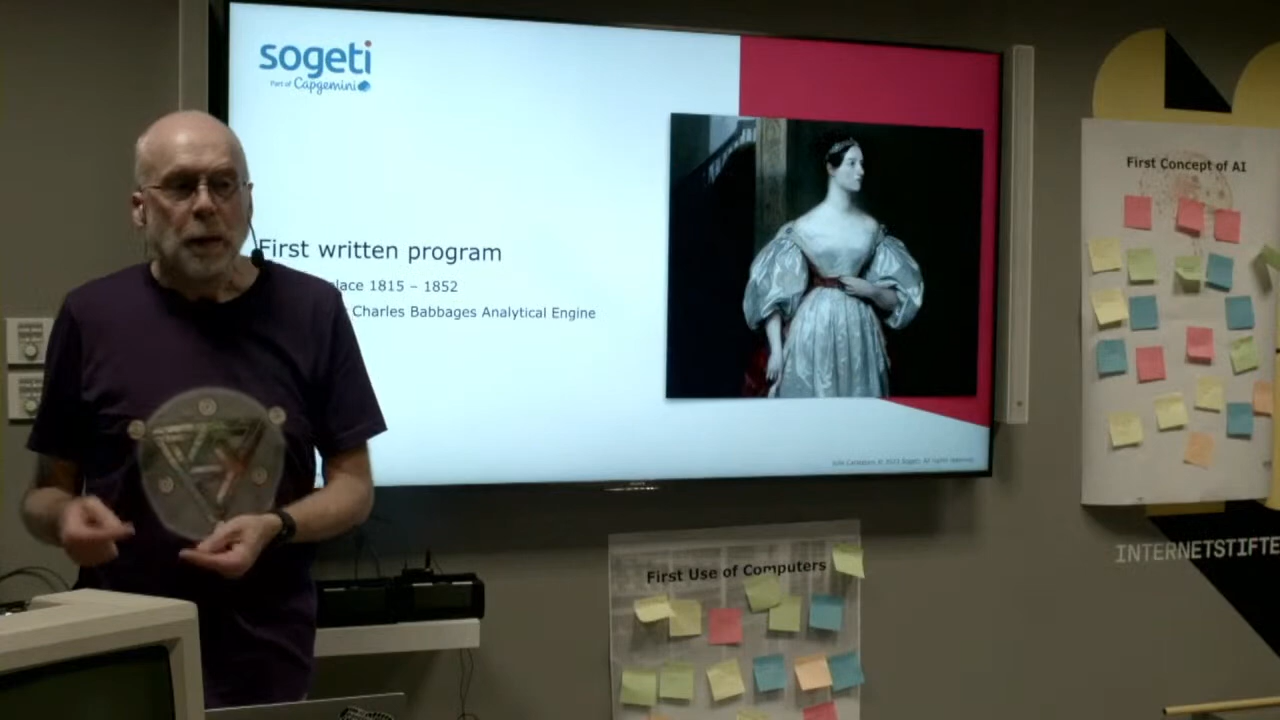 sogeti
Part of Capgemini
First written program
lace 1815 – 1852
Charles Babbages Analytical Engine
First Concept of AI
INTERNETSTIFTE
First Use of Computers